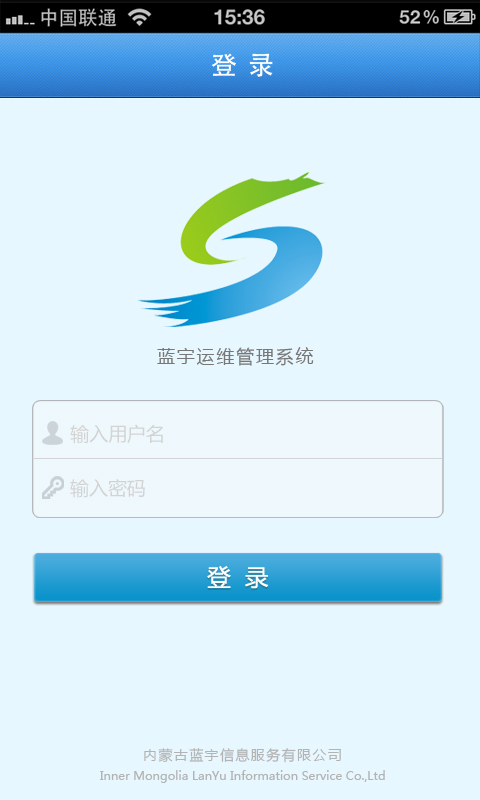 中国联通 15:36 52%
登 录
蓝宇运维管理系统
输入用户名
输入密码
登 录
内蒙古蓝宇信息服务有限公司
Inner Mongolia LanYu Information Service Co.,Ltd